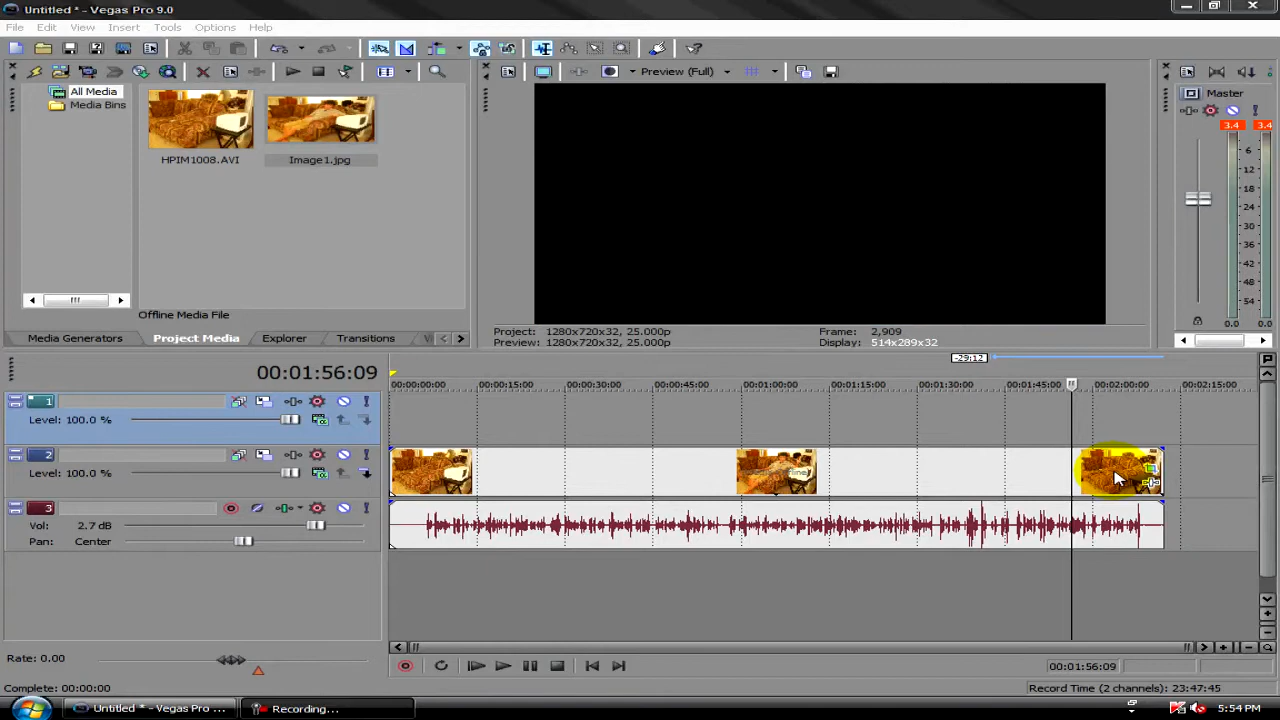 Untitled * - Vegas Pro 9.0
File Edit View Insert Tools Options Help
Preview (Full)
All Media
Media Bins
HPIM1008.AVI
Image1.jpg
Offline Media File
Media Generators Project Media Explorer Transitions
Project: 1280x720x32, 25.000p
Preview: 1280x720x32, 25.000p
Frame: 2,909
Display: 514x289x32
Master
3.4 3.4
6
12
18
24
30
36
42
48
54
0.0 0.0
-29:12
00:01:56:09
00:00:00 00:00:15:00 00:00:30:00 00:00:45:00 00:01:00:00 00:01:15:00 00:01:30:00 00:01:45:00 00:02:00:00 00:02:15:00
1
Level: 100.0 %
2
Level: 100.0 %
3
Vol: 2.7 dB
Pan: Center
Rate: 0.00
00:01:56:09
Complete: 00:00:00
Record Time (2 channels): 23:47:45
Untitled * - Vegas Pro ...
Recording...
5:54 PM